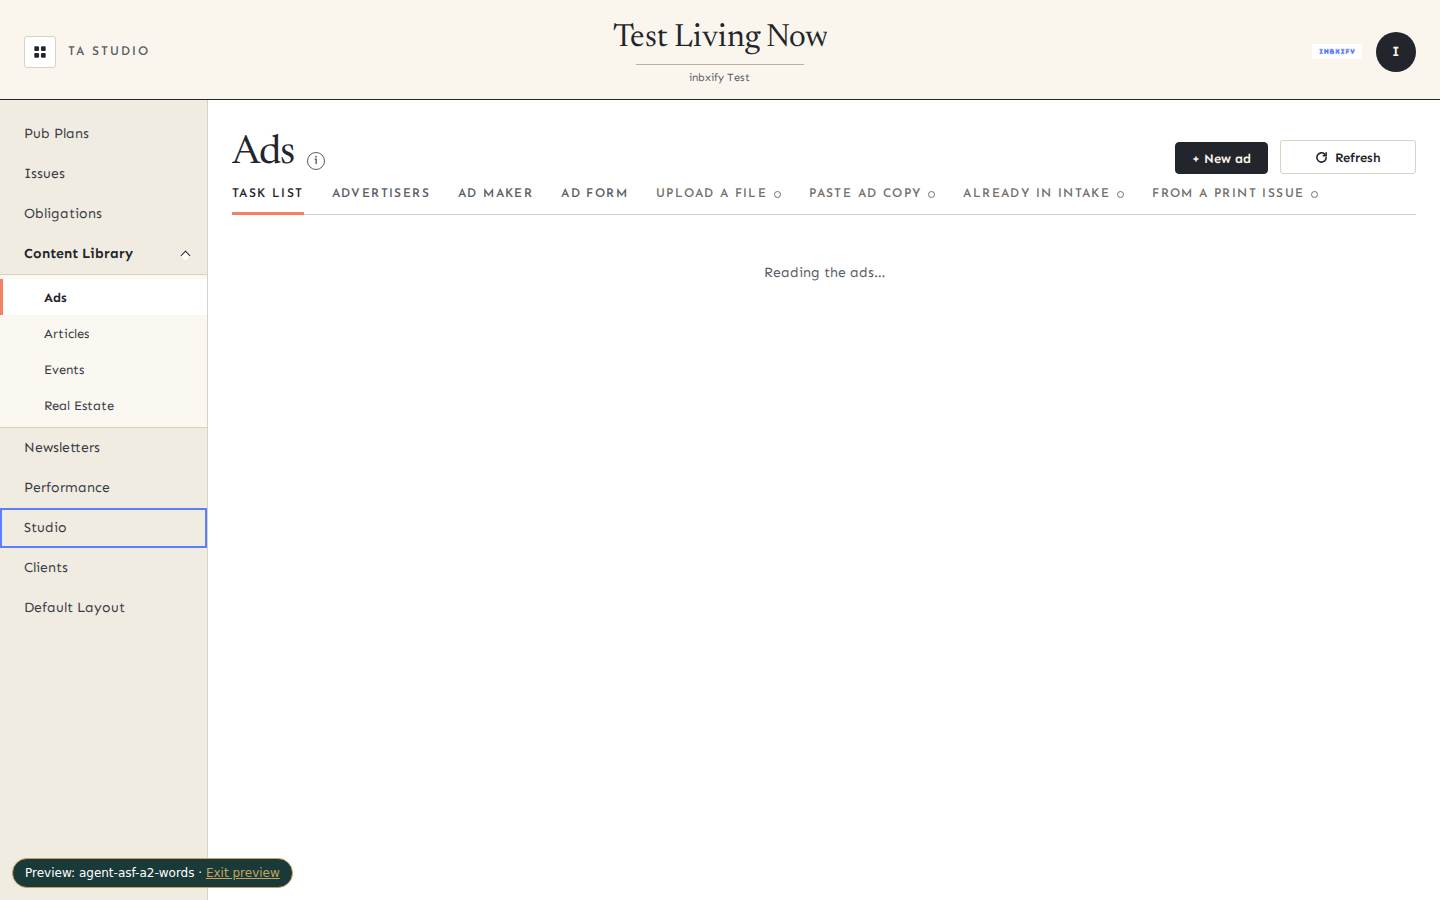 TA STUDIO
Test Living Now
inbxify Test
INBXIFY
I
Pub Plans
Issues
Obligations
Content Library
Ads
Articles
Events
Real Estate
Newsletters
Performance
Studio
Clients
Default Layout
Ads
i
+ New ad
Refresh
TASK LIST
ADVERTISERS
AD MAKER
AD FORM
UPLOAD A FILE
PASTE AD COPY
ALREADY IN INTAKE
FROM A PRINT ISSUE
Reading the ads...
Preview: agent-asf-a2-words · Exit preview